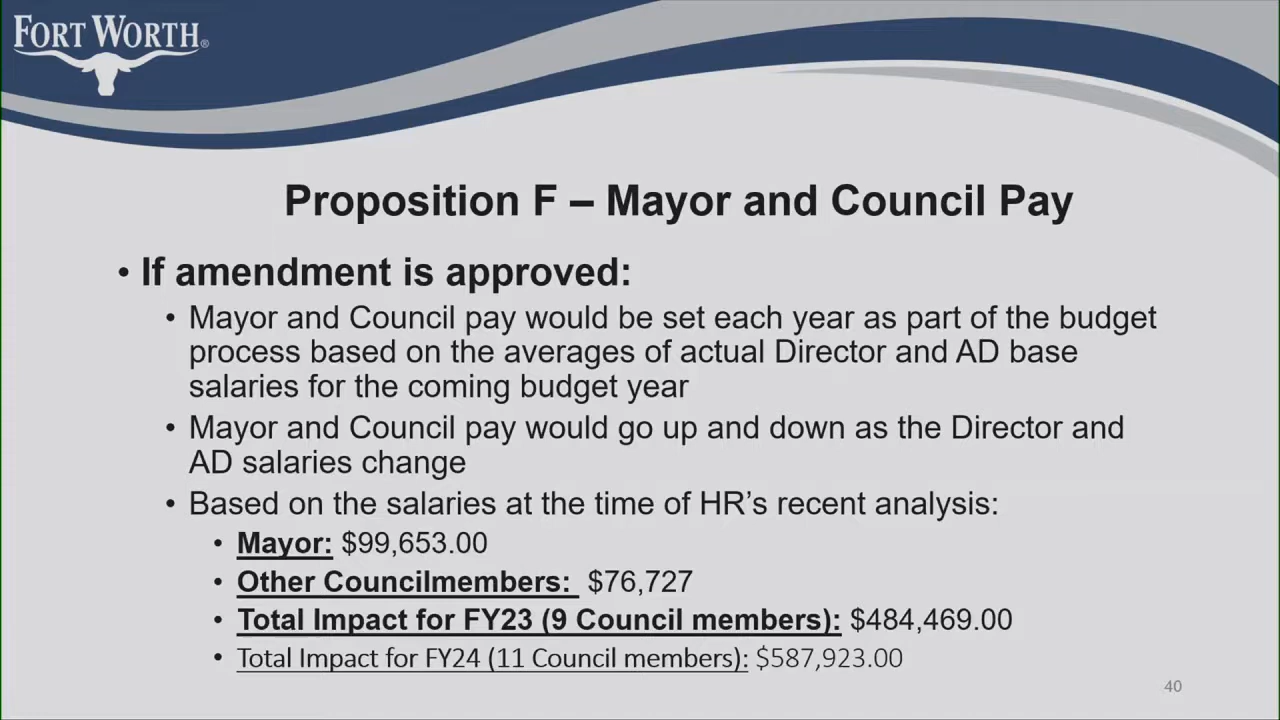 FORT WORTH®
Proposition F – Mayor and Council Pay
• If amendment is approved:
• Mayor and Council pay would be set each year as part of the budget
process based on the averages of actual Director and AD base
salaries for the coming budget year
• Mayor and Council pay would go up and down as the Director and
AD salaries change
• Based on the salaries at the time of HR’s recent analysis:
• Mayor: $99,653.00
• Other Councilmembers: $76,727
• Total Impact for FY23 (9 Council members): $484,469.00
• Total Impact for FY24 (11 Council members): $587,923.00
40